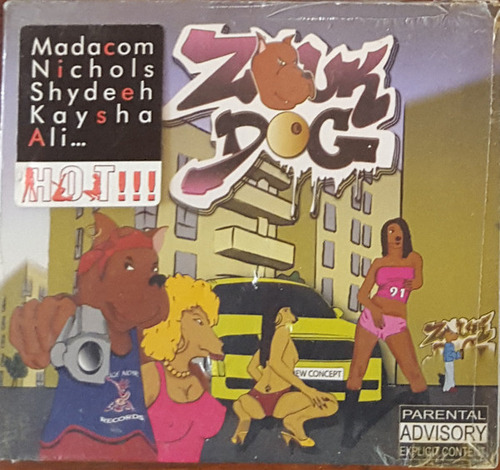 Madacom
Nichols
Shydeeh
Kaysha
Ali...
HOT!!!
ZOUK
DOG
91
NEW CONCEPT
RECORDS
PARENTAL
ADVISORY
EXPLICIT CONTENT